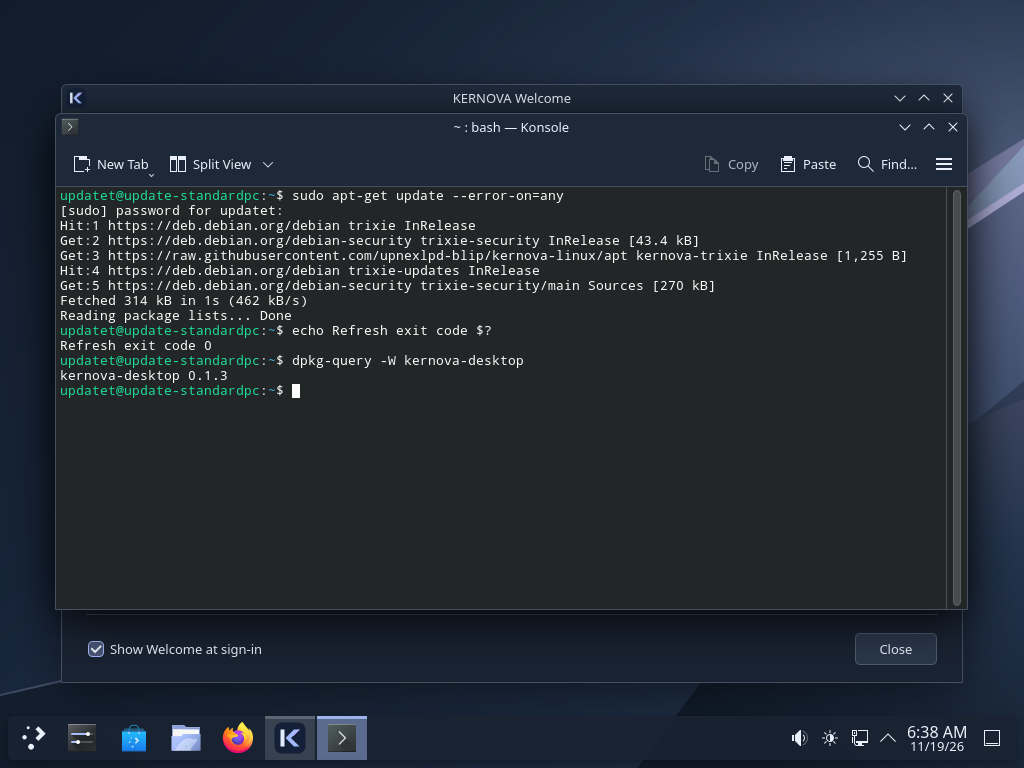 KERNOVA Welcome
~ : bash — Konsole
New Tab
Split View
Copy
Paste
Find...
updatet@update-standardpc:~$ sudo apt-get update --error-on=any
[sudo] password for updatet:
Hit:1 https://deb.debian.org/debian trixie InRelease
Get:2 https://deb.debian.org/debian-security trixie-security InRelease [43.4 kB]
Get:3 https://raw.githubusercontent.com/upnexlpd-blip/kernova-linux/apt kernova-trixie InRelease [1,255 B]
Hit:4 https://deb.debian.org/debian trixie-updates InRelease
Get:5 https://deb.debian.org/debian-security trixie-security/main Sources [270 kB]
Fetched 314 kB in 1s (462 kB/s)
Reading package lists... Done
updatet@update-standardpc:~$ echo Refresh exit code $?
Refresh exit code 0
updatet@update-standardpc:~$ dpkg-query -W kernova-desktop
kernova-desktop 0.1.3
updatet@update-standardpc:~$
Show Welcome at sign-in
Close
6:38 AM
11/19/26